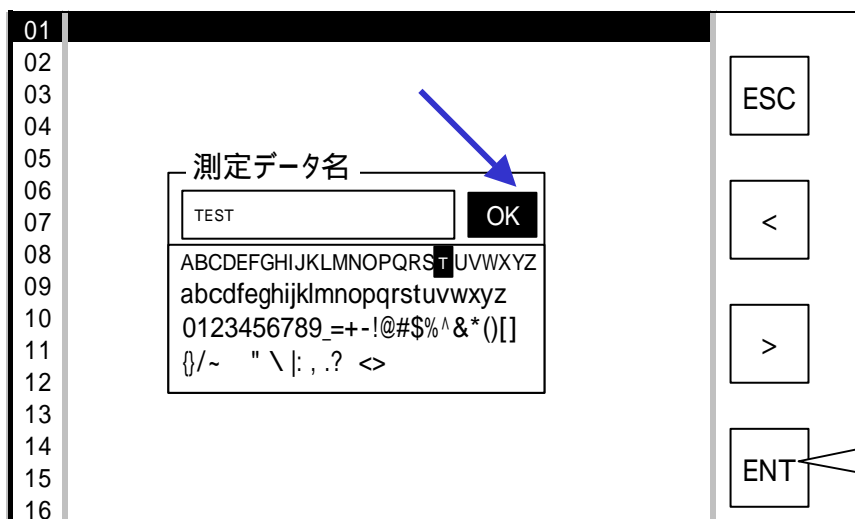 01
02
03
04
05
06
07
08
09
10
11
12
13
14
15
16
測定データ名
TEST
OK
ABCDEFGHIJKLMNOPQRSTUVWXYZ
abcdfeghijklmnopqrstuvwxyz
0123456789_=+-!@#$%^&*()[]
{}/~ " \ |: , .? <>
ESC
<
>
ENT